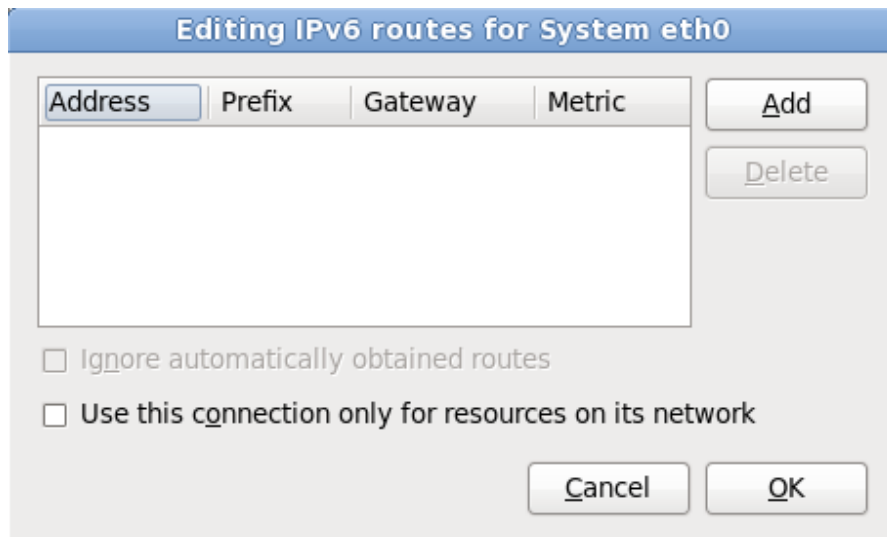 Editing IPv6 routes for System eth0
Address Prefix Gateway Metric
Add
Delete
Ignore automatically obtained routes
Use this connection only for resources on its network
Cancel OK